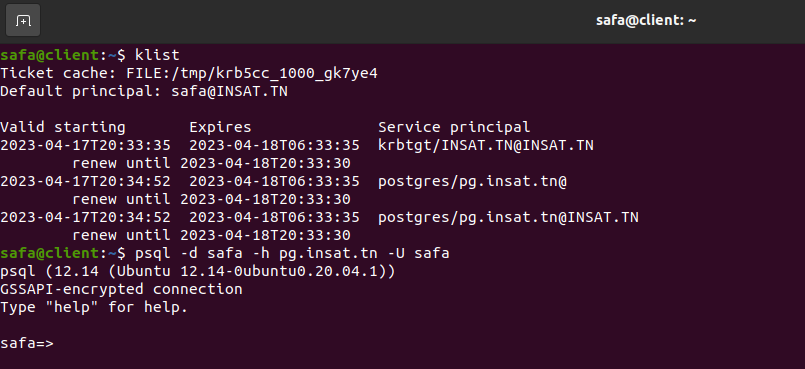 safa@client: ~
safa@client:~$ klist
Ticket cache: FILE:/tmp/krb5cc_1000_gk7ye4
Default principal: safa@INSAT.TN

Valid starting       Expires              Service principal
2023-04-17T20:33:35  2023-04-18T06:33:35  krbtgt/INSAT.TN@INSAT.TN
        renew until 2023-04-18T20:33:30
2023-04-17T20:34:52  2023-04-18T06:33:35  postgres/pg.insat.tn@
        renew until 2023-04-18T20:33:30
2023-04-17T20:34:52  2023-04-18T06:33:35  postgres/pg.insat.tn@INSAT.TN
        renew until 2023-04-18T20:33:30
safa@client:~$ psql -d safa -h pg.insat.tn -U safa
psql (12.14 (Ubuntu 12.14-0ubuntu0.20.04.1))
GSSAPI-encrypted connection
Type "help" for help.

safa=>